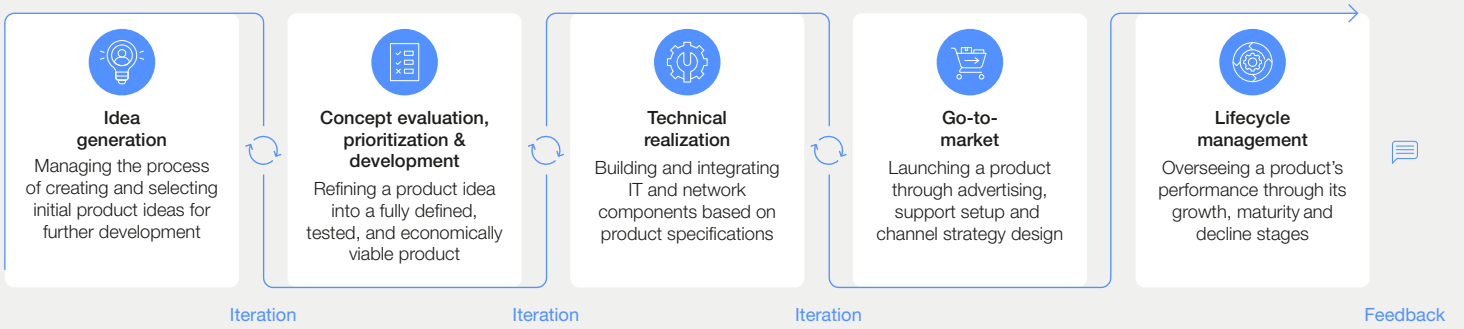 Idea
generation
Managing the process
of creating and selecting
initial product ideas for
further development
Concept evaluation,
prioritization &
development
Refining a product idea
into a fully defined,
tested, and economically
viable product
Technical
realization
Building and integrating
IT and network
components based on
product specifications
Go-to-
market
Launching a product
through advertising,
support setup and
channel strategy design
Lifecycle
management
Overseeing a product’s
performance through its
growth, maturity and
decline stages
Iteration
Iteration
Iteration
Feedback